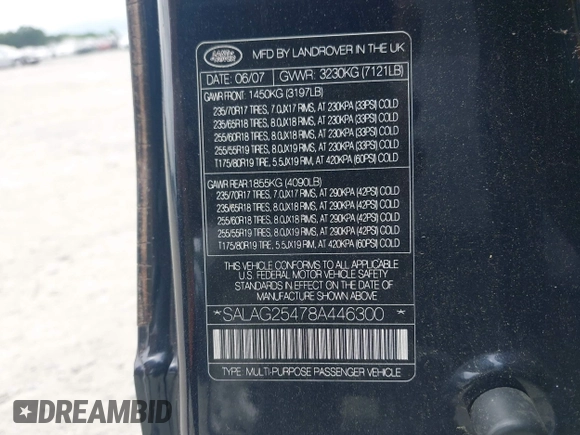 LAND ROVER
MFD BY LANDROVER IN THE UK
DATE: 06/07 GVWR: 3230KG (7121LB)
GAWR FRONT: 1450KG (3197LB)
235/70R17 TIRES, 7.0JX17 RIMS, AT 230KPA (33PSI) COLD
235/65R18 TIRES, 8.0JX18 RIMS, AT 230KPA (33PSI) COLD
255/60R18 TIRES, 8.0JX18 RIMS, AT 230KPA (33PSI) COLD
255/55R19 TIRES, 8.0JX19 RIMS, AT 230KPA (33PSI) COLD
T175/80R19 TIRE, 5.5JX19 RIM, AT 420KPA (60PSI) COLD
GAWR REAR: 1855KG (4090LB)
235/70R17 TIRES, 7.0JX17 RIMS, AT 290KPA (42PSI) COLD
235/65R18 TIRES, 8.0JX18 RIMS, AT 290KPA (42PSI) COLD
255/60R18 TIRES, 8.0JX18 RIMS, AT 290KPA (42PSI) COLD
255/55R19 TIRES, 8.0JX19 RIMS, AT 290KPA (42PSI) COLD
T175/80R19 TIRE, 5.5JX19 RIM, AT 420KPA (60PSI) COLD
THIS VEHICLE CONFORMS TO ALL APPLICABLE
U.S. FEDERAL MOTOR VEHICLE SAFETY
STANDARDS IN EFFECT ON THE DATE OF
MANUFACTURE SHOWN ABOVE
*SALAG25478A446300 *
TYPE: MULTI-PURPOSE PASSENGER VEHICLE
DREAMBID